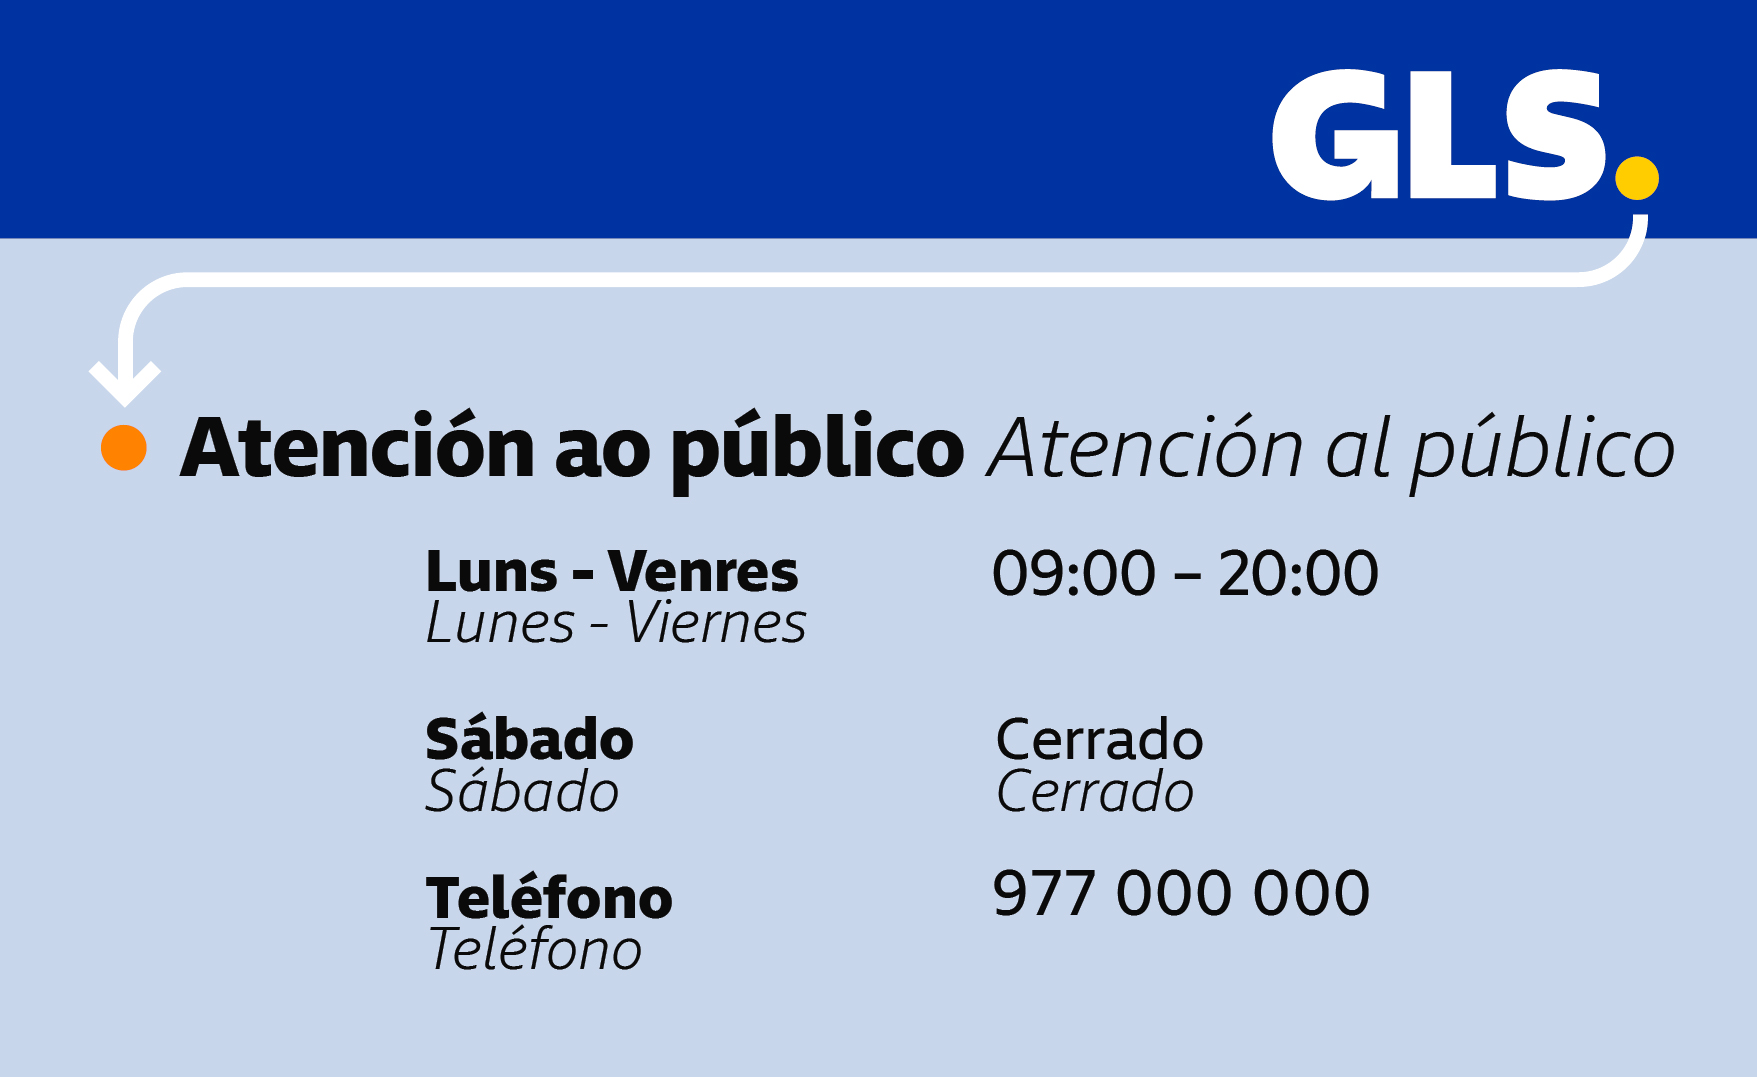 GLS.
Atención ao público Atención al público
Luns - Venres 09:00 – 20:00
Lunes - Viernes
Sábado Cerrado
Sábado Cerrado
Teléfono 977 000 000
Teléfono